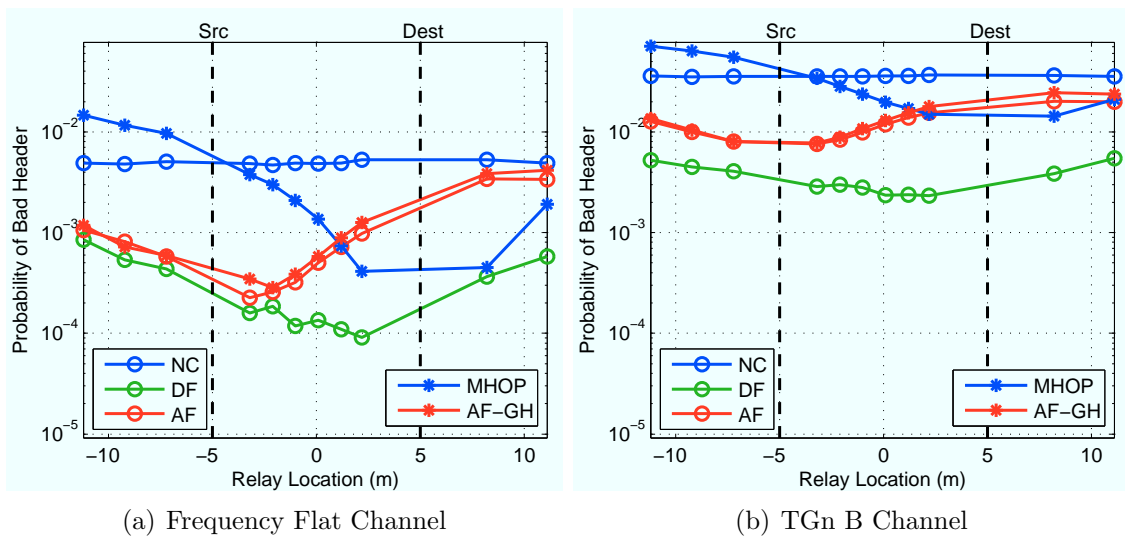 Src Dest
Probability of Bad Header
10^−2
10^−3
10^−4
10^−5
NC
DF
AF
MHOP
AF−GH
−10 −5 0 5 10
Relay Location (m)
(a) Frequency Flat Channel
Src Dest
Probability of Bad Header
10^−2
10^−3
10^−4
10^−5
NC
DF
AF
MHOP
AF−GH
−10 −5 0 5 10
Relay Location (m)
(b) TGn B Channel